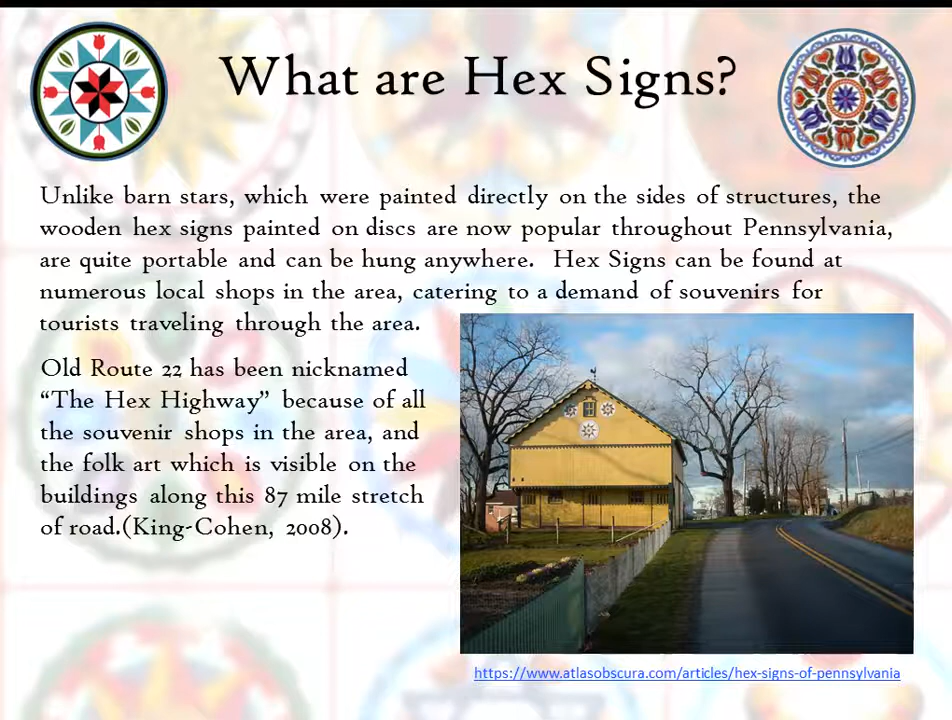 What are Hex Signs?
Unlike barn stars, which were painted directly on the sides of structures, the
wooden hex signs painted on discs are now popular throughout Pennsylvania,
are quite portable and can be hung anywhere.  Hex Signs can be found at
numerous local shops in the area, catering to a demand of souvenirs for
tourists traveling through the area.
Old Route 22 has been nicknamed
“The Hex Highway” because of all
the souvenir shops in the area, and
the folk art which is visible on the
buildings along this 87 mile stretch
of road.(King-Cohen, 2008).
https://www.atlasobscura.com/articles/hex-signs-of-pennsylvania